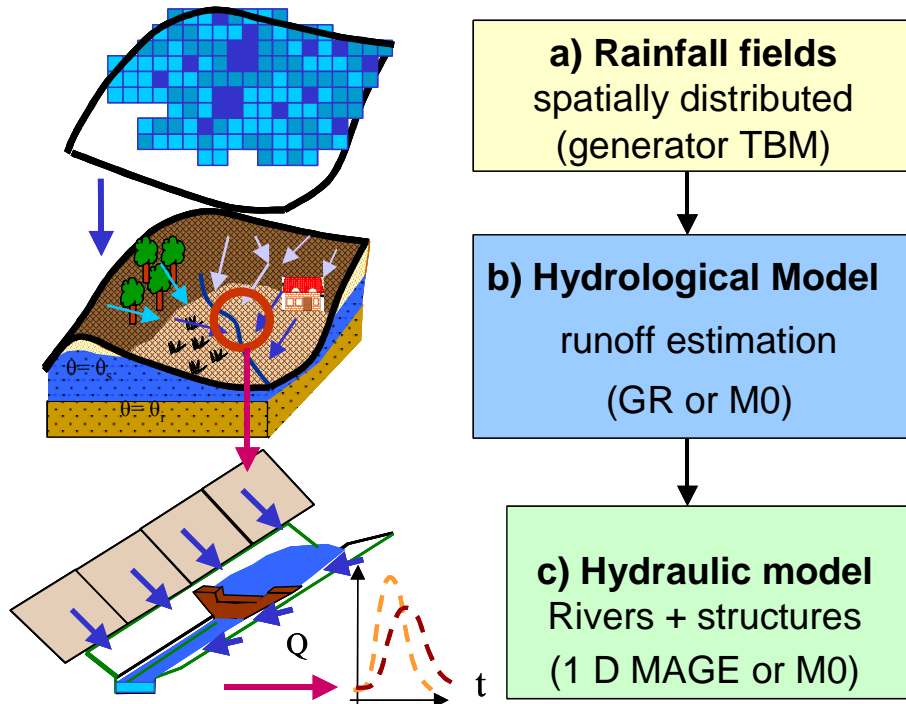 a) Rainfall fields
spatially distributed
(generator TBM)
b) Hydrological Model
runoff estimation
(GR or M0)
c) Hydraulic model
Rivers + structures
(1 D MAGE or M0)
θ= θs
θ= θr
Q
t